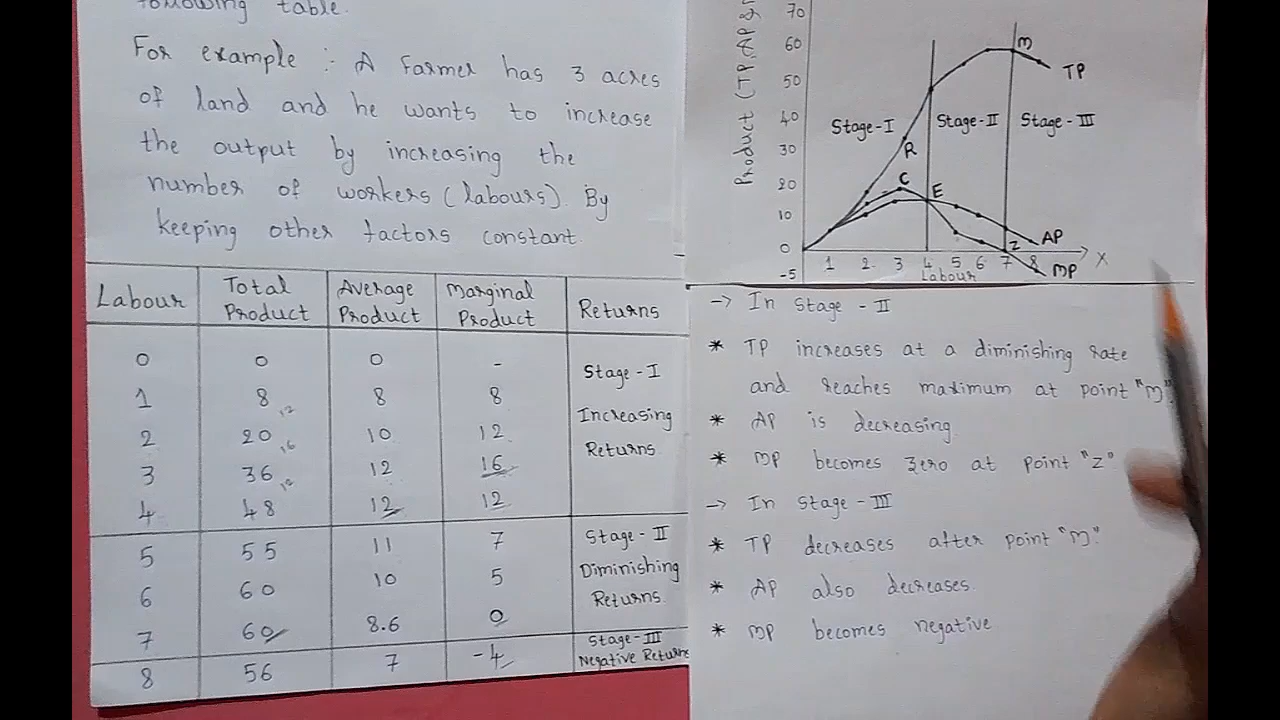 following table.
For example :- A farmer has 3 acres
of land and he wants to increase
the output by increasing the
number of workers (labours). By
keeping other factors constant.
Labour Total Product Average Product Marginal Product Returns
0 0 0 - Stage-I
1 8 8 8 Increasing
12
2 20 10 12 Returns
16
3 36 12 16
12
4 48 12 12
5 55 11 7 Stage-II
6 60 10 5 Diminishing Returns
7 60 8.6 0
8 56 7 -4 Stage-III Negative Returns
Product (TP, AP &
70
60
50
40
30
20
10
0
-5
M
TP
Stage-I Stage-II Stage-III
R
C
E
AP
Z
MP
1 2 3 4 5 6 7 8 X
Labour
-> In Stage - II
* TP increases at a diminishing rate
and reaches maximum at point "M".
* AP is decreasing
* MP becomes zero at point "Z"
-> In Stage - III
* TP decreases after point "M".
* AP also decreases
* MP becomes negative